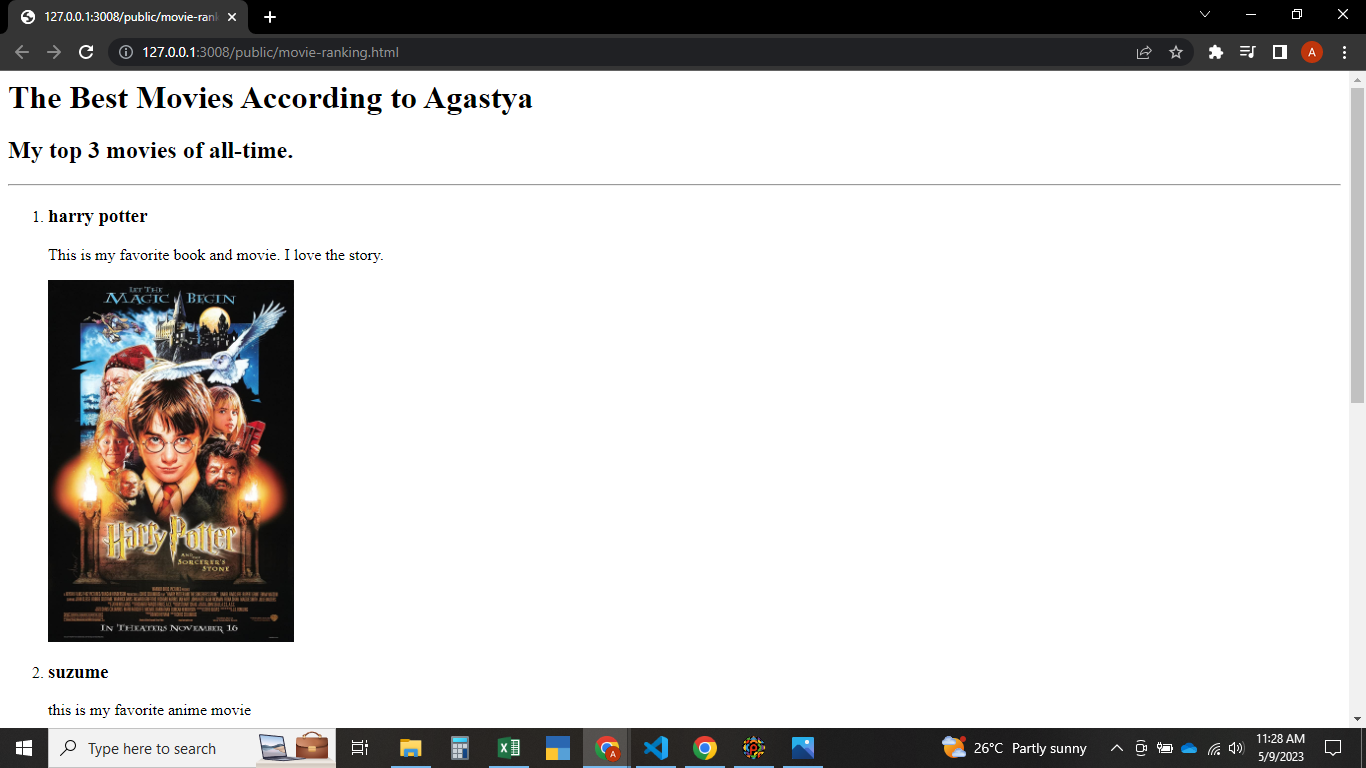 127.0.0.1:3008/public/movie-rank
127.0.0.1:3008/public/movie-ranking.html
A
The Best Movies According to Agastya
My top 3 movies of all-time.
1. harry potter
This is my favorite book and movie. I love the story.
LET THE
MAGIC BEGIN
Harry Potter
AND THE
SORCERER'S
STONE
IN THEATERS NOVEMBER 16
2. suzume
this is my favorite anime movie
Type here to search
26°C Partly sunny
11:28 AM
5/9/2023